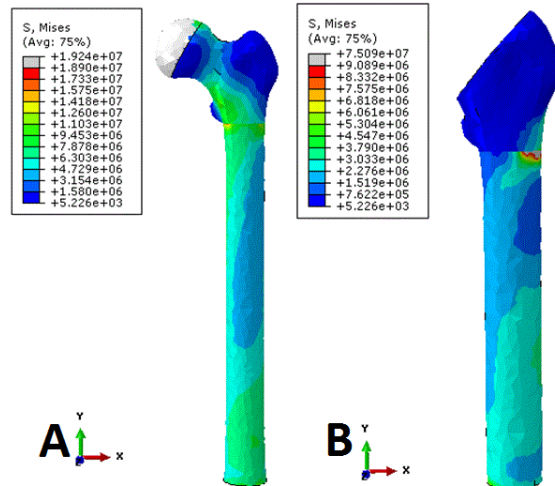 S, Mises
(Avg: 75%)
+1.924e+07
+1.890e+07
+1.733e+07
+1.575e+07
+1.418e+07
+1.260e+07
+1.103e+07
+9.453e+06
+7.878e+06
+6.303e+06
+4.729e+06
+3.154e+06
+1.580e+06
+5.226e+03
S, Mises
(Avg: 75%)
+7.509e+07
+9.089e+06
+8.332e+06
+7.575e+06
+6.818e+06
+6.061e+06
+5.304e+06
+4.547e+06
+3.790e+06
+3.033e+06
+2.276e+06
+1.519e+06
+7.622e+05
+5.226e+03
A
Y
X
B
Y
X